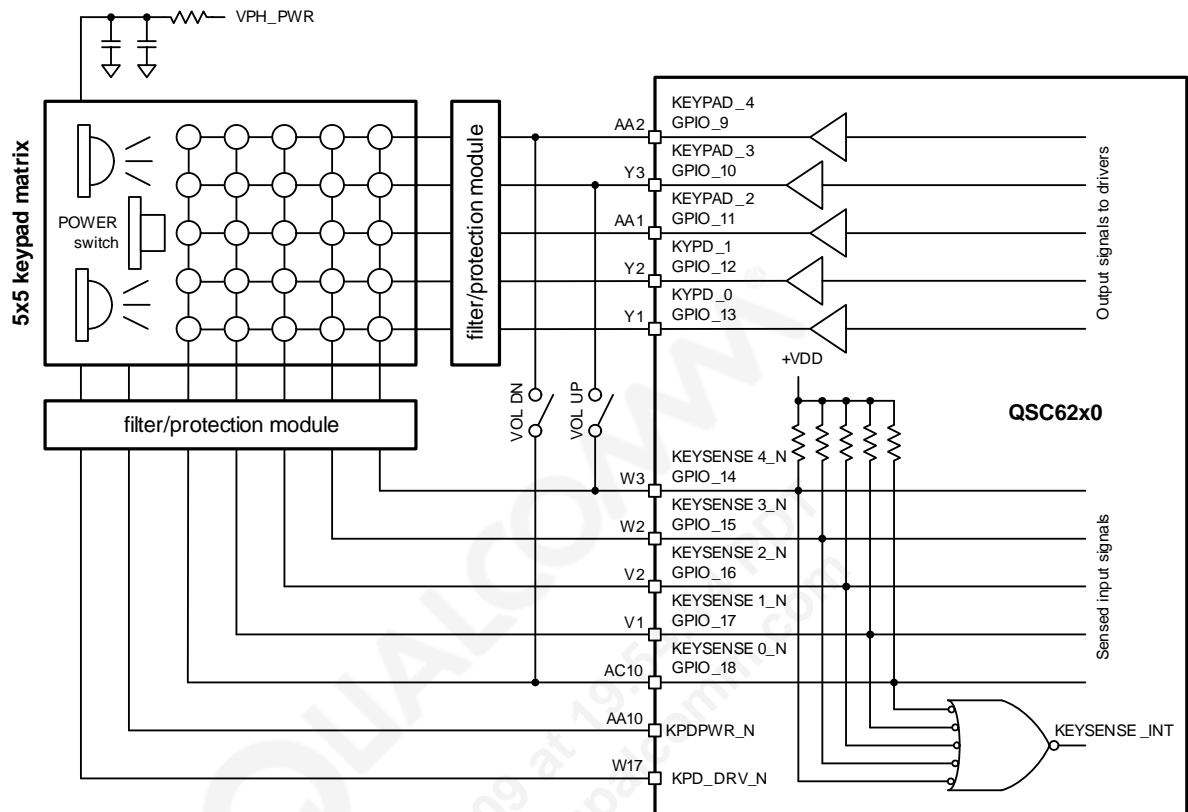 VPH_PWR
5x5 keypad matrix
POWER
switch
filter/protection module
filter/protection module
VOL DN
VOL UP
AA2
KEYPAD_4
GPIO_9
Y3
KEYPAD_3
GPIO_10
AA1
KEYPAD_2
GPIO_11
Y2
KYPD_1
GPIO_12
Y1
KYPD_0
GPIO_13
Output signals to drivers
+VDD
QSC62x0
W3
KEYSENSE 4_N
GPIO_14
W2
KEYSENSE 3_N
GPIO_15
V2
KEYSENSE 2_N
GPIO_16
V1
KEYSENSE 1_N
GPIO_17
AC10
KEYSENSE 0_N
GPIO_18
Sensed input signals
AA10
KPDPWR_N
W17
KPD_DRV_N
KEYSENSE_INT
QUALCOMM